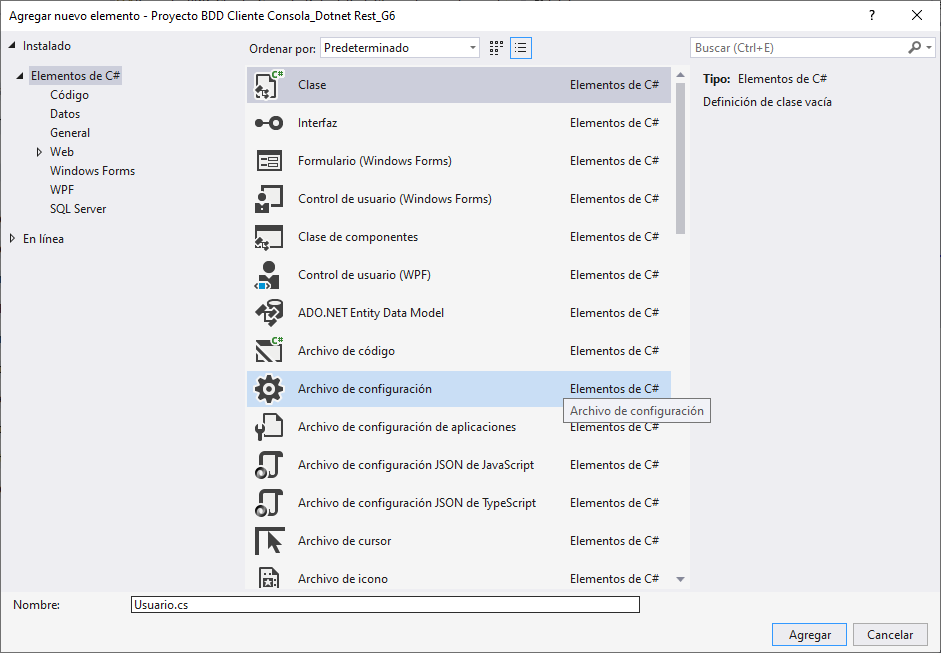 Agregar nuevo elemento - Proyecto BDD Cliente Consola_Dotnet Rest_G6
?
Instalado
Ordenar por: Predeterminado
Buscar (Ctrl+E)
Elementos de C#
Código
Datos
General
Web
Windows Forms
WPF
SQL Server
En línea
C# Clase Elementos de C#
Interfaz Elementos de C#
Formulario (Windows Forms) Elementos de C#
Control de usuario (Windows Forms) Elementos de C#
Clase de componentes Elementos de C#
Control de usuario (WPF) Elementos de C#
ADO.NET Entity Data Model Elementos de C#
C# Archivo de código Elementos de C#
Archivo de configuración Elementos de C#
Archivo de configuración
Archivo de configuración de aplicaciones Elementos de C#
Archivo de configuración JSON de JavaScript Elementos de C#
Archivo de configuración JSON de TypeScript Elementos de C#
Archivo de cursor Elementos de C#
Archivo de icono Elementos de C#
Tipo: Elementos de C#
Definición de clase vacía
Nombre: Usuario.cs
Agregar Cancelar